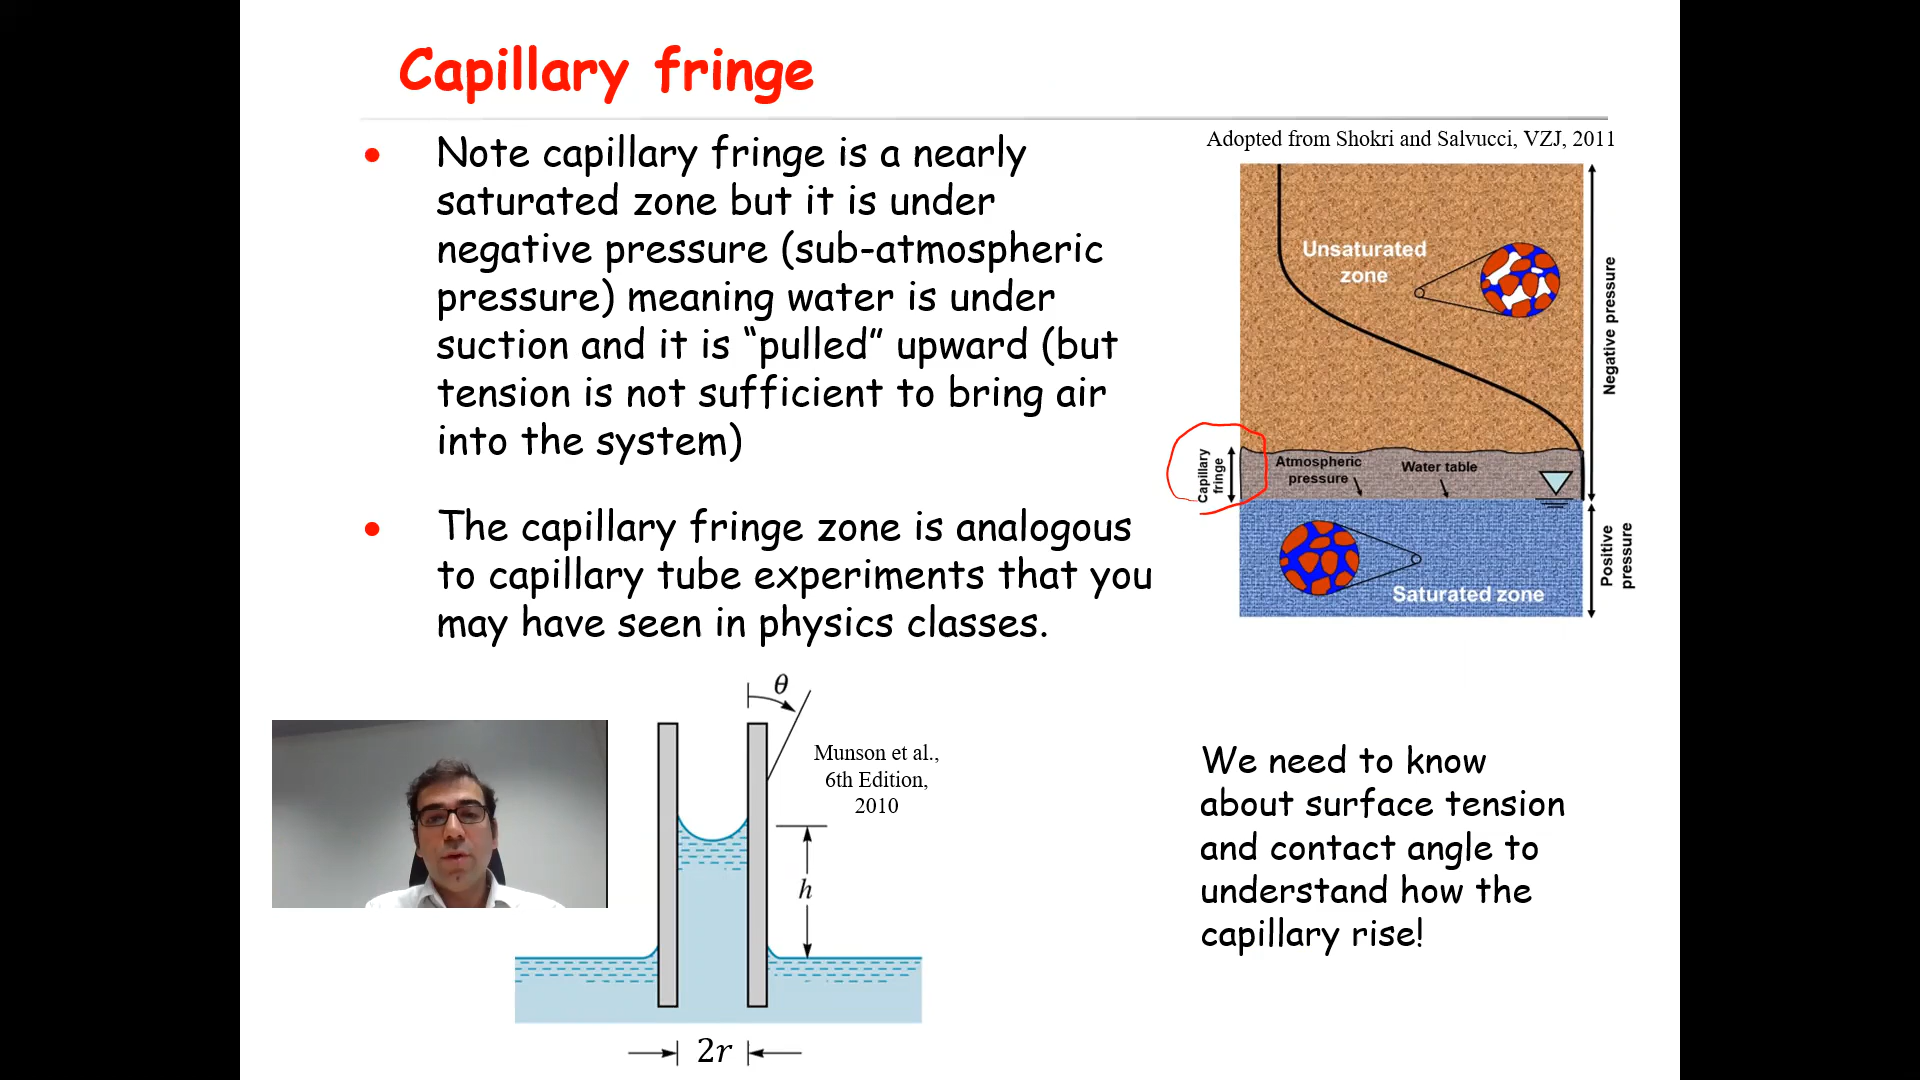 Capillary fringe
• Note capillary fringe is a nearly
saturated zone but it is under
negative pressure (sub-atmospheric
pressure) meaning water is under
suction and it is “pulled” upward (but
tension is not sufficient to bring air
into the system)
• The capillary fringe zone is analogous
to capillary tube experiments that you
may have seen in physics classes.
Adopted from Shokri and Salvucci, VZJ, 2011
Unsaturated
zone
Negative pressure
Capillary
fringe
Atmospheric
pressure
Water table
Positive
pressure
Saturated zone
θ
Munson et al.,
6th Edition,
2010
h
2r
We need to know
about surface tension
and contact angle to
understand how the
capillary rise!